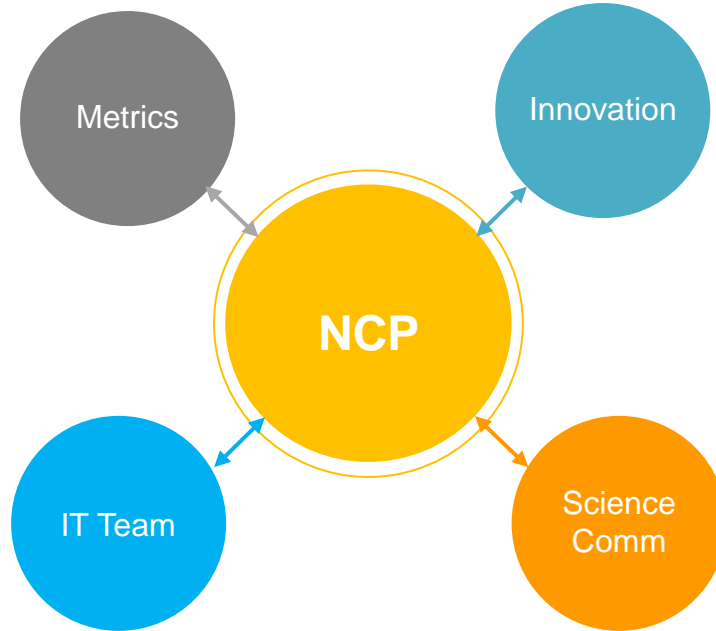 Metrics
Innovation
NCP
IT Team
Science
Comm